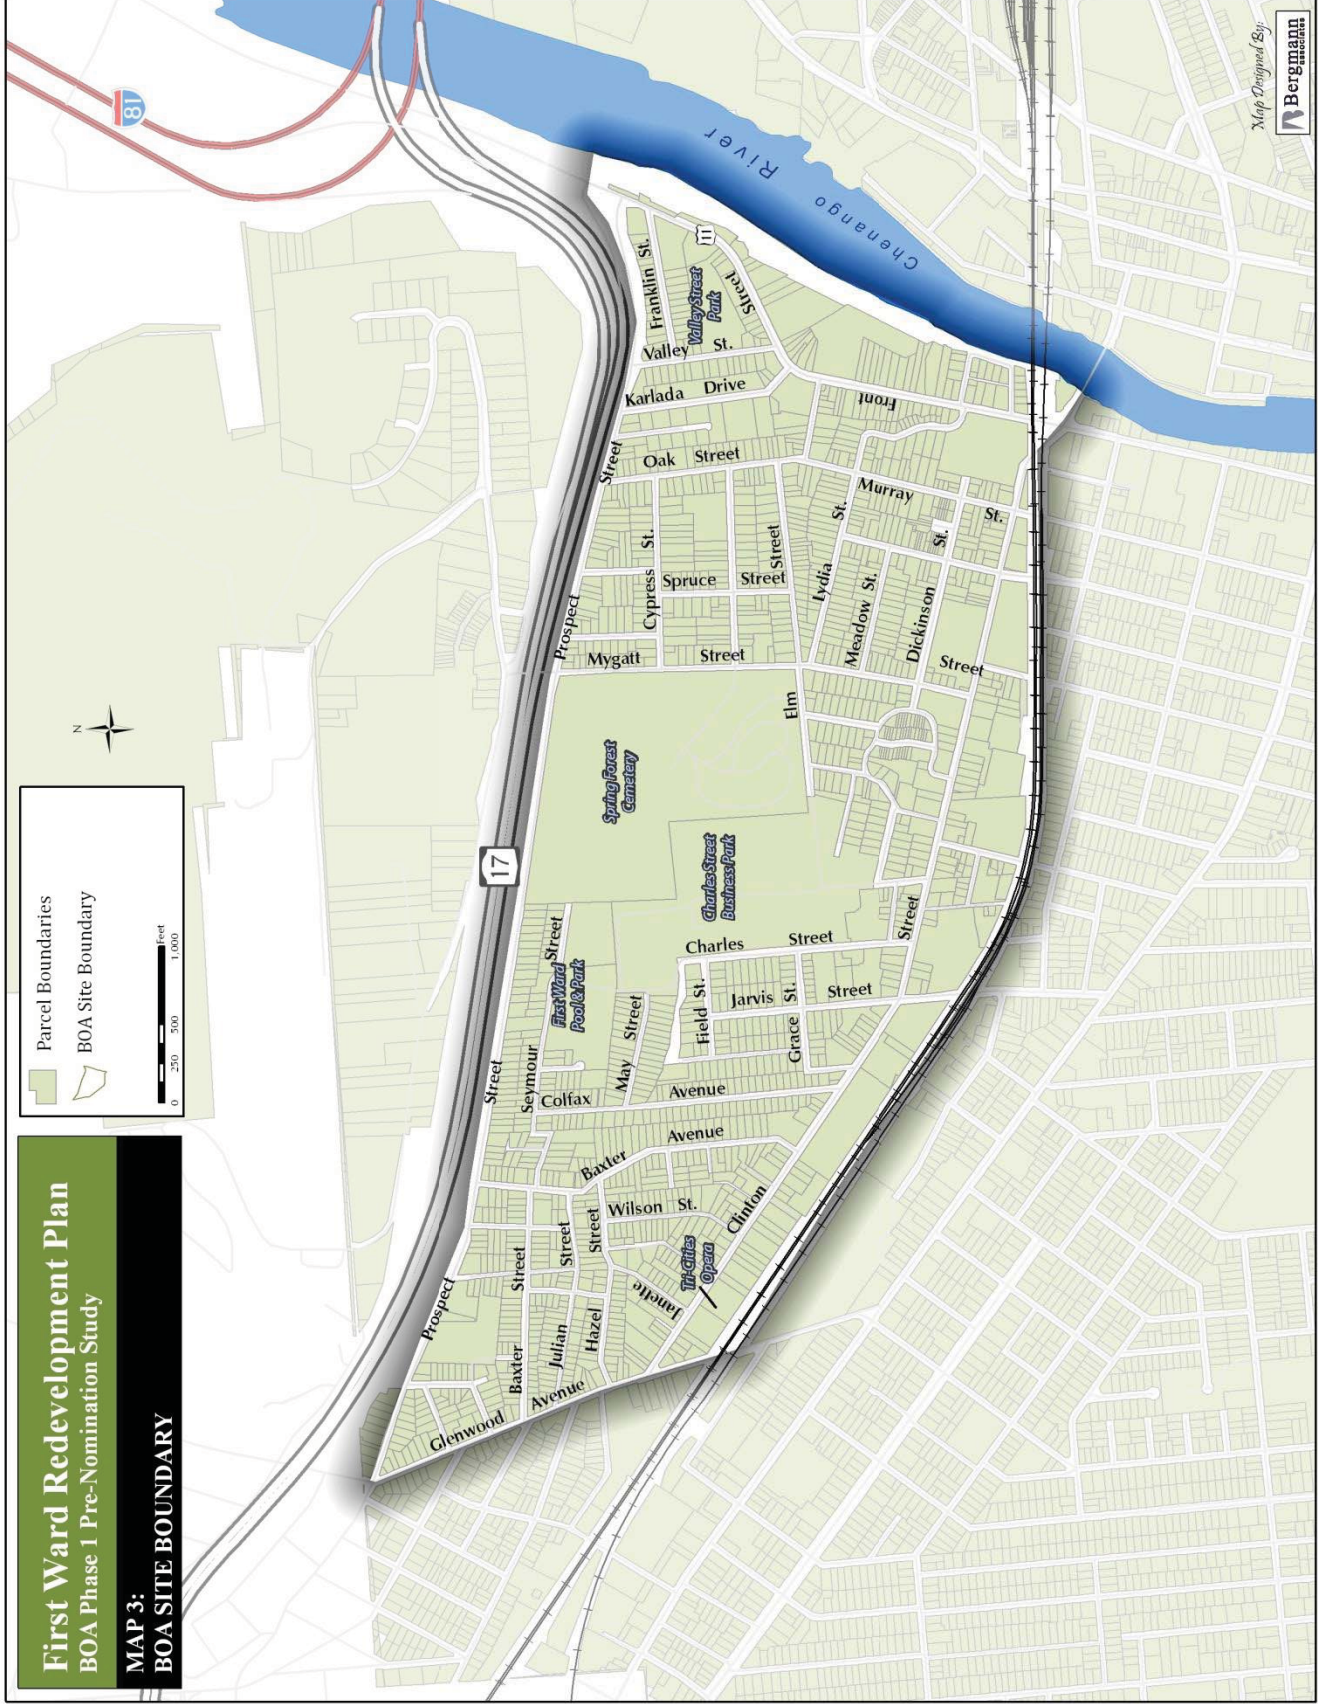 First Ward Redevelopment Plan
BOA Phase 1 Pre-Nomination Study
MAP 3:
BOA SITE BOUNDARY
Parcel Boundaries
BOA Site Boundary
0 250 500 1,000
Feet
N
81
17
11
Chenango River
Prospect Street
Prospect Street
Glenwood Avenue
Baxter Street
Julian Street
Hazel Street
Janette
Tri-Cities
Opera
Wilson St.
Clinton Street
Baxter Avenue
Colfax Avenue
Seymour Street
First Ward
Pool & Park
May Street
Field St.
Jarvis Street
Grace St.
Charles Street
Charles Street
Business Park
Spring Forest
Cemetery
Mygatt Street
Elm Street
Cypress St.
Spruce Street
Oak Street
Karlada Drive
Valley St.
Franklin St.
Valley Street
Park
Front Street
Lydia St.
Murray St.
Meadow St.
Dickinson St.
Street
Map Designed By:
Bergmann
associates